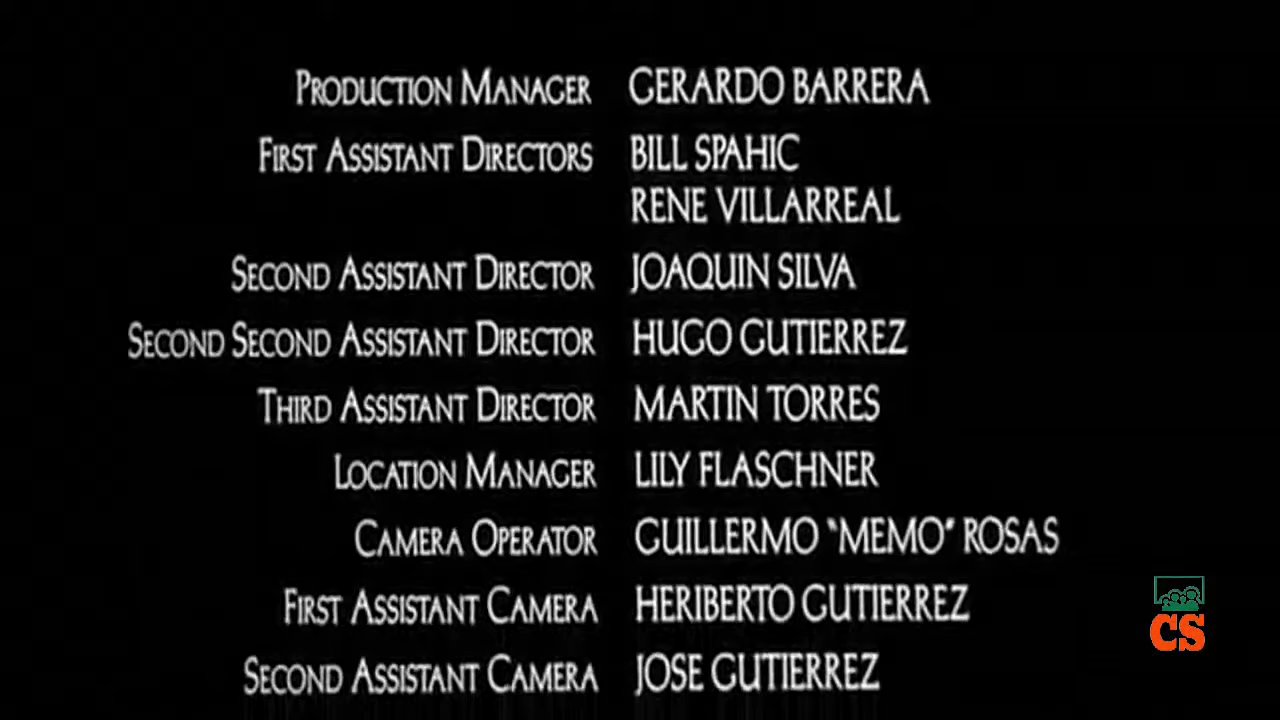 PRODUCTION MANAGER GERARDO BARRERA
FIRST ASSISTANT DIRECTORS BILL SPAHIC
RENE VILLARREAL
SECOND ASSISTANT DIRECTOR JOAQUIN SILVA
SECOND SECOND ASSISTANT DIRECTOR HUGO GUTIERREZ
THIRD ASSISTANT DIRECTOR MARTIN TORRES
LOCATION MANAGER LILY FLASCHNER
CAMERA OPERATOR GUILLERMO "MEMO" ROSAS
FIRST ASSISTANT CAMERA HERIBERTO GUTIERREZ
SECOND ASSISTANT CAMERA JOSE GUTIERREZ
CS